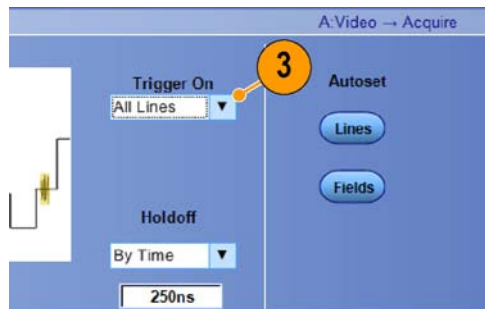 A:Video → Acquire
3
Trigger On
All Lines
Autoset
Lines
Fields
Holdoff
By Time
250ns